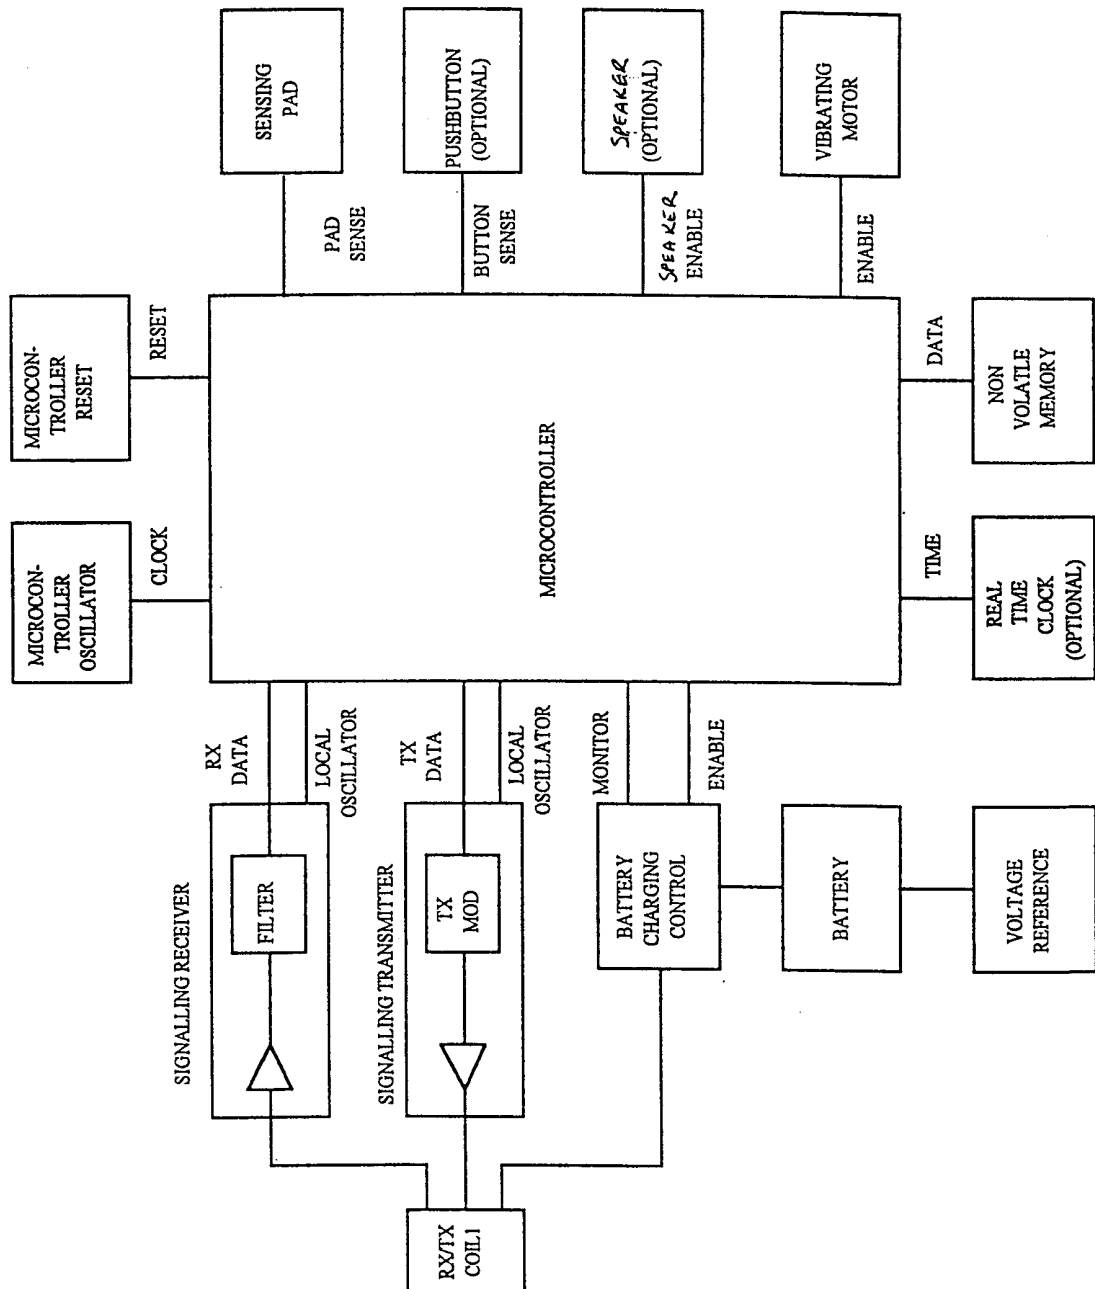 SENSING
PAD
PUSHBUTTON
(OPTIONAL)
SPEAKER
(OPTIONAL)
VIBRATING
MOTOR
PAD
SENSE
BUTTON
SENSE
SPEAKER
ENABLE
ENABLE
MICROCON-
TROLLER
RESET
RESET
MICROCON-
TROLLER
OSCILLATOR
CLOCK
MICROCONTROLLER
DATA
NON
VOLATLE
MEMORY
TIME
REAL
TIME
CLOCK
(OPTIONAL)
RX
DATA
LOCAL
OSCILLATOR
TX
DATA
LOCAL
OSCILLATOR
MONITOR
ENABLE
SIGNALLING RECEIVER
FILTER
SIGNALLING TRANSMITTER
TX
MOD
BATTERY
CHARGING
CONTROL
BATTERY
VOLTAGE
REFERENCE
RX/TX
COIL1